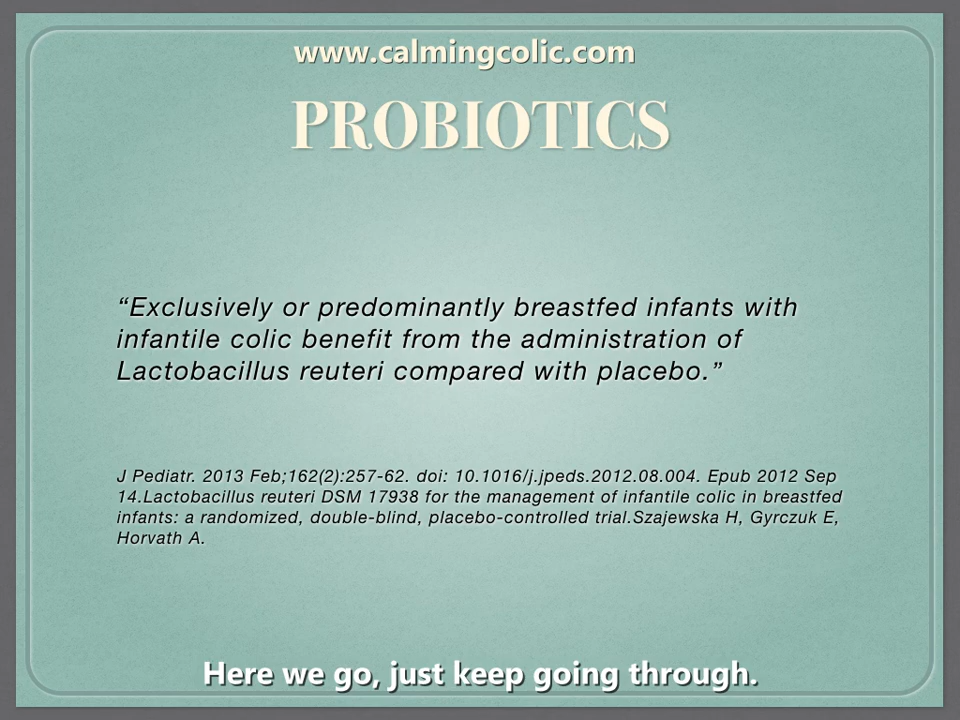 www.calmingcolic.com
PROBIOTICS
“Exclusively or predominantly breastfed infants with
infantile colic benefit from the administration of
Lactobacillus reuteri compared with placebo.”
J Pediatr. 2013 Feb;162(2):257-62. doi: 10.1016/j.jpeds.2012.08.004. Epub 2012 Sep
14.Lactobacillus reuteri DSM 17938 for the management of infantile colic in breastfed
infants: a randomized, double-blind, placebo-controlled trial.Szajewska H, Gyrczuk E,
Horvath A.
Here we go, just keep going through.